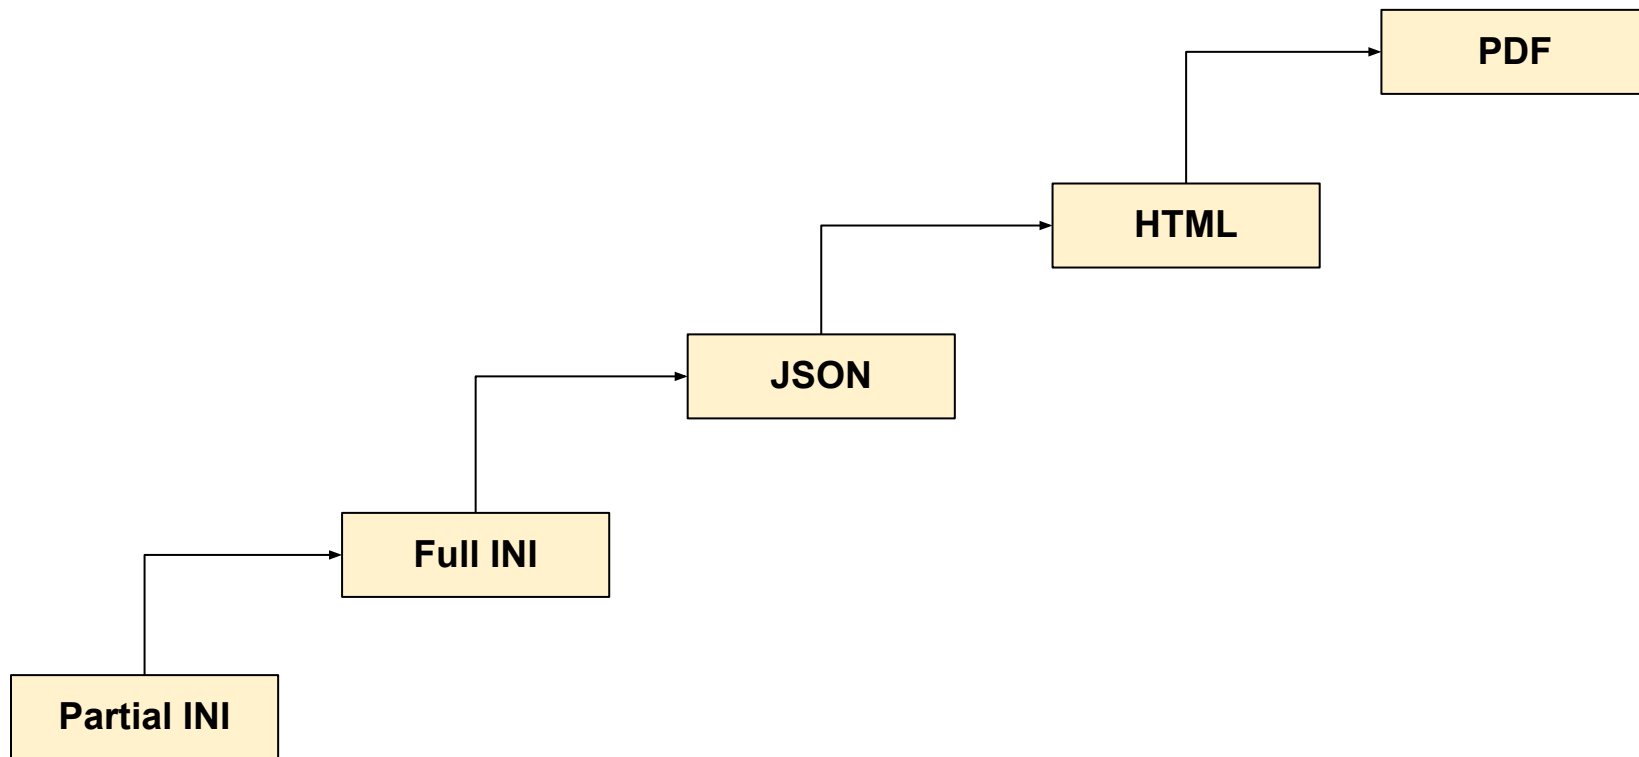 PDF
HTML
JSON
Full INI
Partial INI